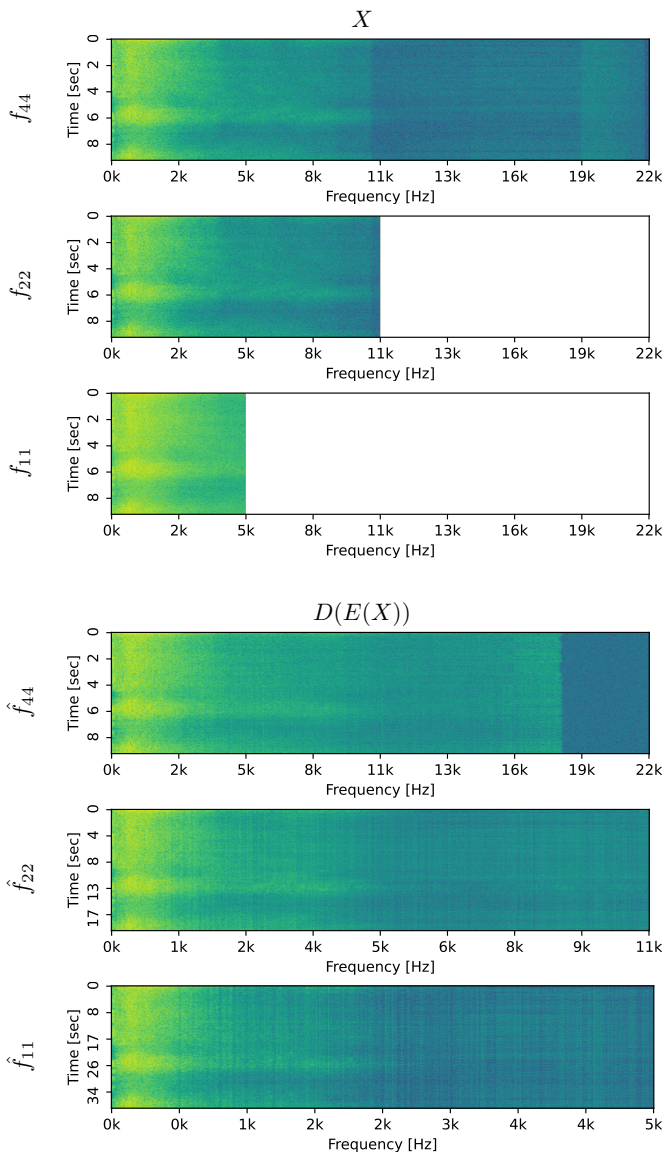 X
f44
Time [sec]
0
2
4
6
8
0k 2k 5k 8k 11k 13k 16k 19k 22k
Frequency [Hz]
f22
Time [sec]
0
2
4
6
8
0k 2k 5k 8k 11k 13k 16k 19k 22k
Frequency [Hz]
f11
Time [sec]
0
2
4
6
8
0k 2k 5k 8k 11k 13k 16k 19k 22k
Frequency [Hz]
D(E(X))
f̂44
Time [sec]
0
2
4
6
8
0k 2k 5k 8k 11k 13k 16k 19k 22k
Frequency [Hz]
f̂22
Time [sec]
0
4
8
13
17
0k 1k 2k 4k 5k 6k 8k 9k 11k
Frequency [Hz]
f̂11
Time [sec]
0
8
17
26
34
0k 0k 1k 2k 2k 3k 4k 4k 5k
Frequency [Hz]